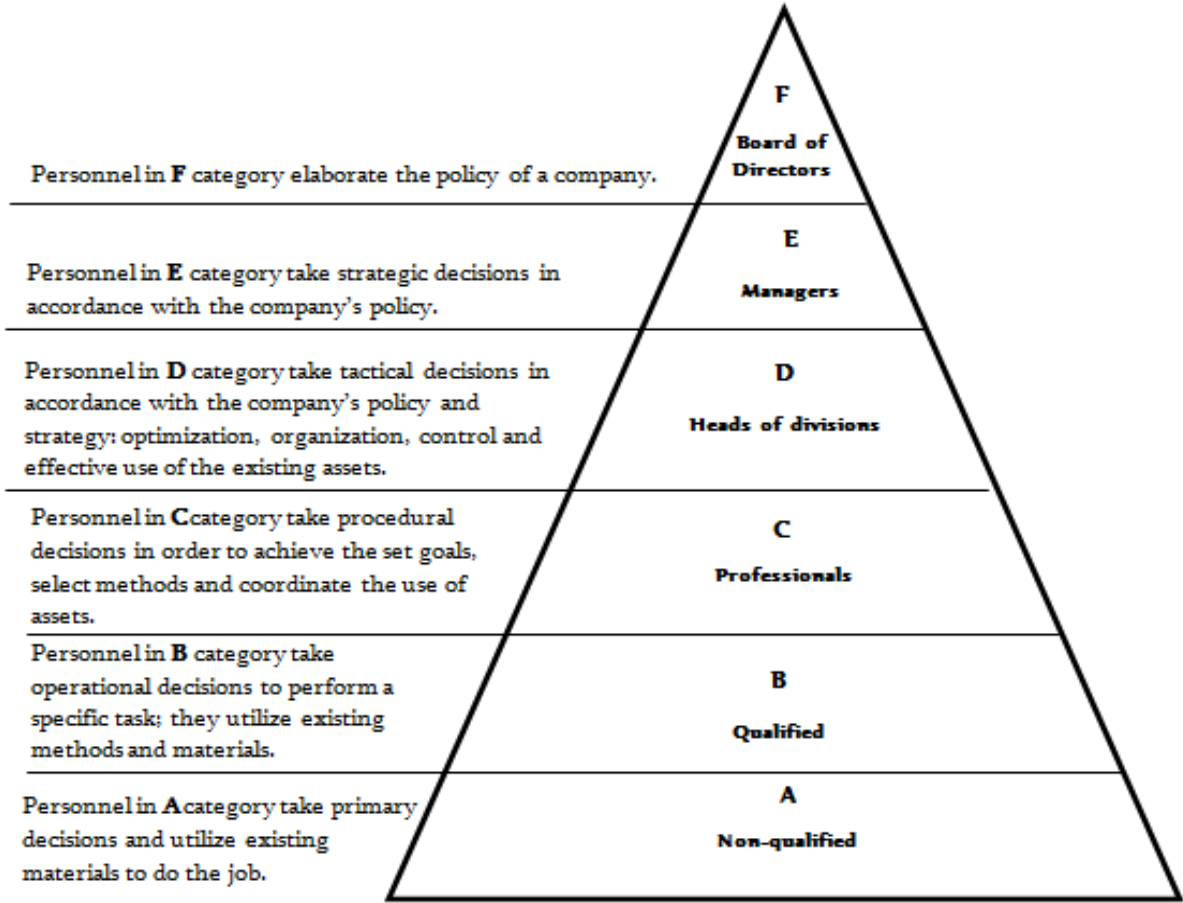 F
Board of
Directors
Personnel in F category elaborate the policy of a company.
E
Managers
Personnel in E category take strategic decisions in
accordance with the company's policy.
D
Heads of divisions
Personnel in D category take tactical decisions in
accordance with the company's policy and
strategy: optimization, organization, control and
effective use of the existing assets.
C
Professionals
Personnel in Ccategory take procedural
decisions in order to achieve the set goals,
select methods and coordinate the use of
assets.
B
Qualified
Personnel in B category take
operational decisions to perform a
specific task; they utilize existing
methods and materials.
A
Non-qualified
Personnel in Acategory take primary
decisions and utilize existing
materials to do the job.